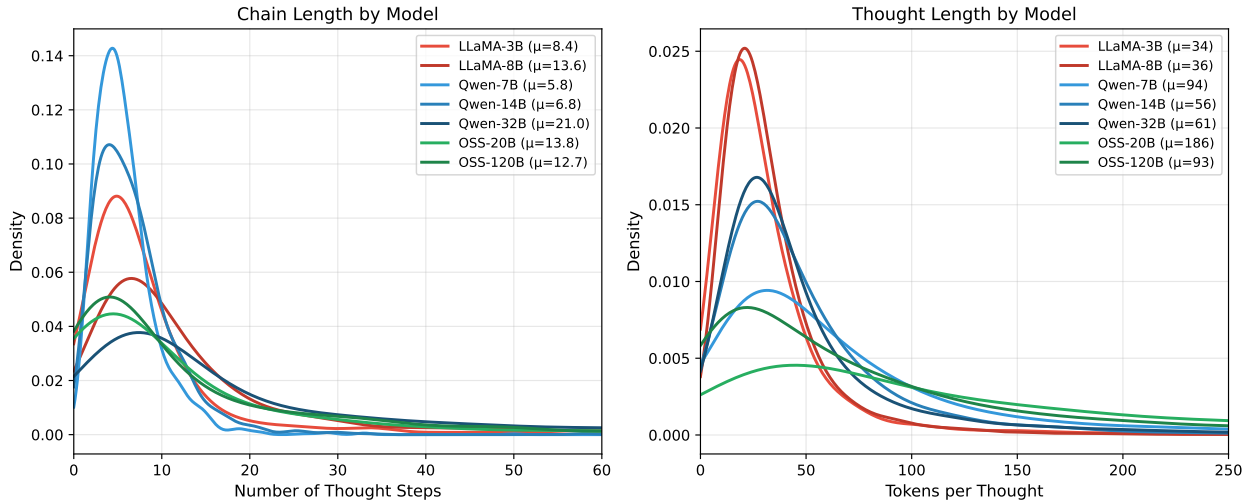 Chain Length by Model
0.14
0.12
0.10
0.08
0.06
0.04
0.02
0.00
Density
0
10
20
30
40
50
60
Number of Thought Steps
LLaMA-3B (μ=8.4)
LLaMA-8B (μ=13.6)
Qwen-7B (μ=5.8)
Qwen-14B (μ=6.8)
Qwen-32B (μ=21.0)
OSS-20B (μ=13.8)
OSS-120B (μ=12.7)
Thought Length by Model
0.025
0.020
0.015
0.010
0.005
0.000
Density
0
50
100
150
200
250
Tokens per Thought
LLaMA-3B (μ=34)
LLaMA-8B (μ=36)
Qwen-7B (μ=94)
Qwen-14B (μ=56)
Qwen-32B (μ=61)
OSS-20B (μ=186)
OSS-120B (μ=93)